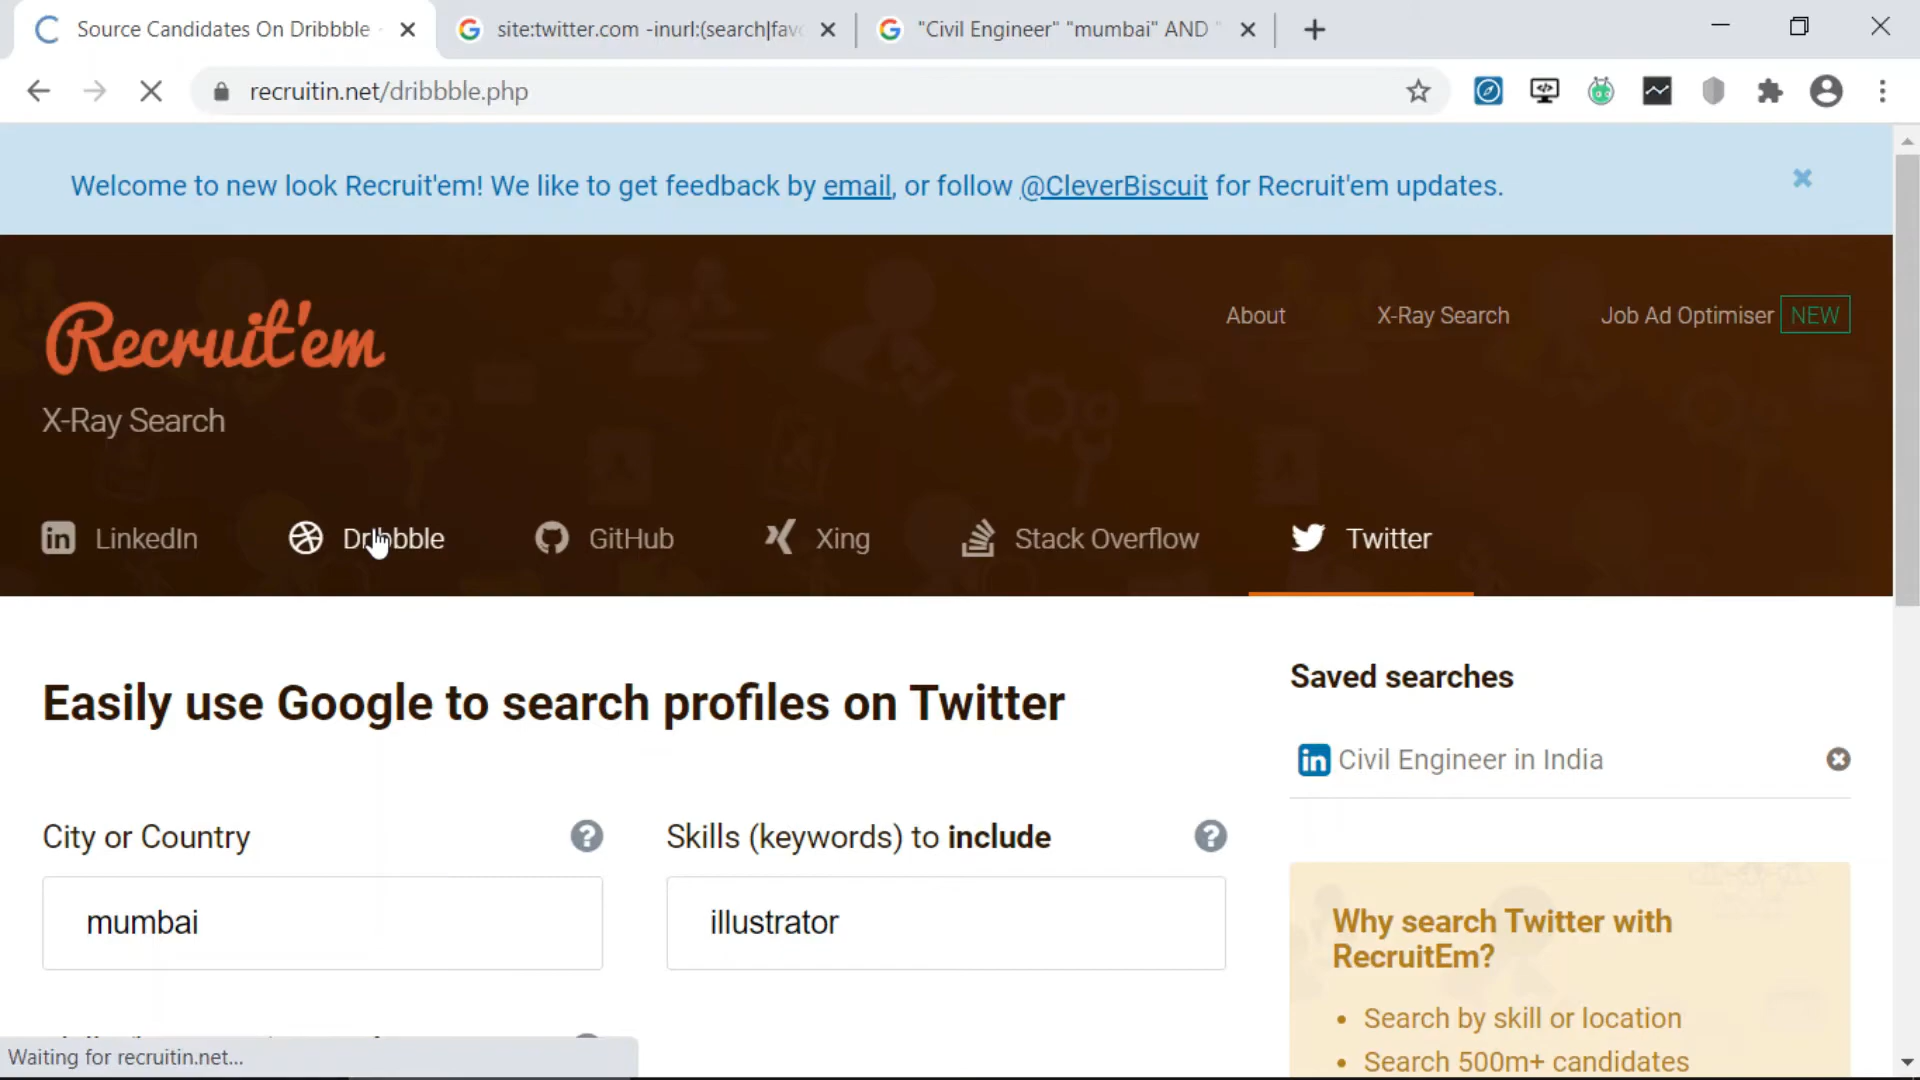 Source Candidates On Dribbble
site:twitter.com -inurl:(search|favo
"Civil Engineer" "mumbai" AND "
recruitin.net/dribbble.php
Welcome to new look Recruit'em! We like to get feedback by email, or follow @CleverBiscuit for Recruit'em updates.
Recruit'em
About
X-Ray Search
Job Ad Optimiser NEW
X-Ray Search
LinkedIn
Dribbble
GitHub
Xing
Stack Overflow
Twitter
Easily use Google to search profiles on Twitter
Saved searches
in Civil Engineer in India
City or Country
Skills (keywords) to include
mumbai
illustrator
Why search Twitter with
RecruitEm?
• Search by skill or location
• Search 500m+ candidates
Waiting for recruitin.net...